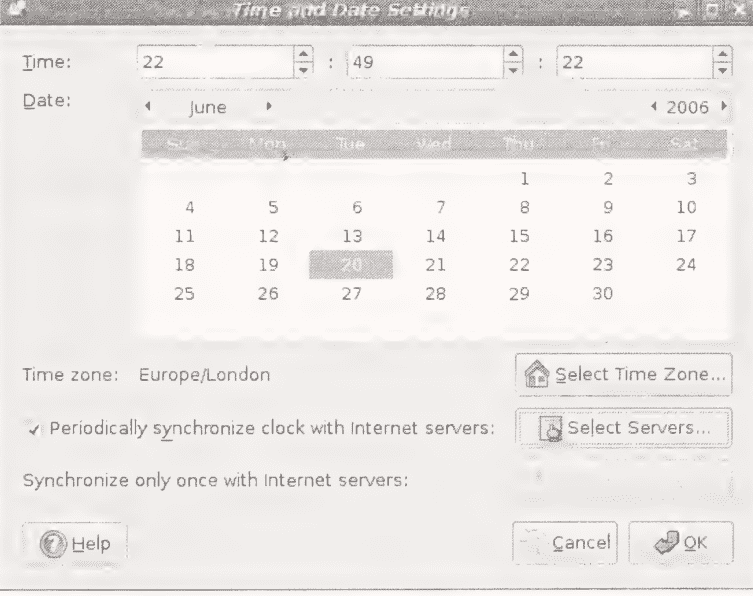 Time and Date Settings
Time: 22 : 49 : 22
Date: June 2006
Sun Mon Tue Wed Thu Fri Sat
1 2 3
4 5 6 7 8 9 10
11 12 13 14 15 16 17
18 19 20 21 22 23 24
25 26 27 28 29 30
Time zone: Europe/London Select Time Zone...
Periodically synchronize clock with Internet servers: Select Servers...
Synchronize only once with Internet servers:
Help Cancel OK